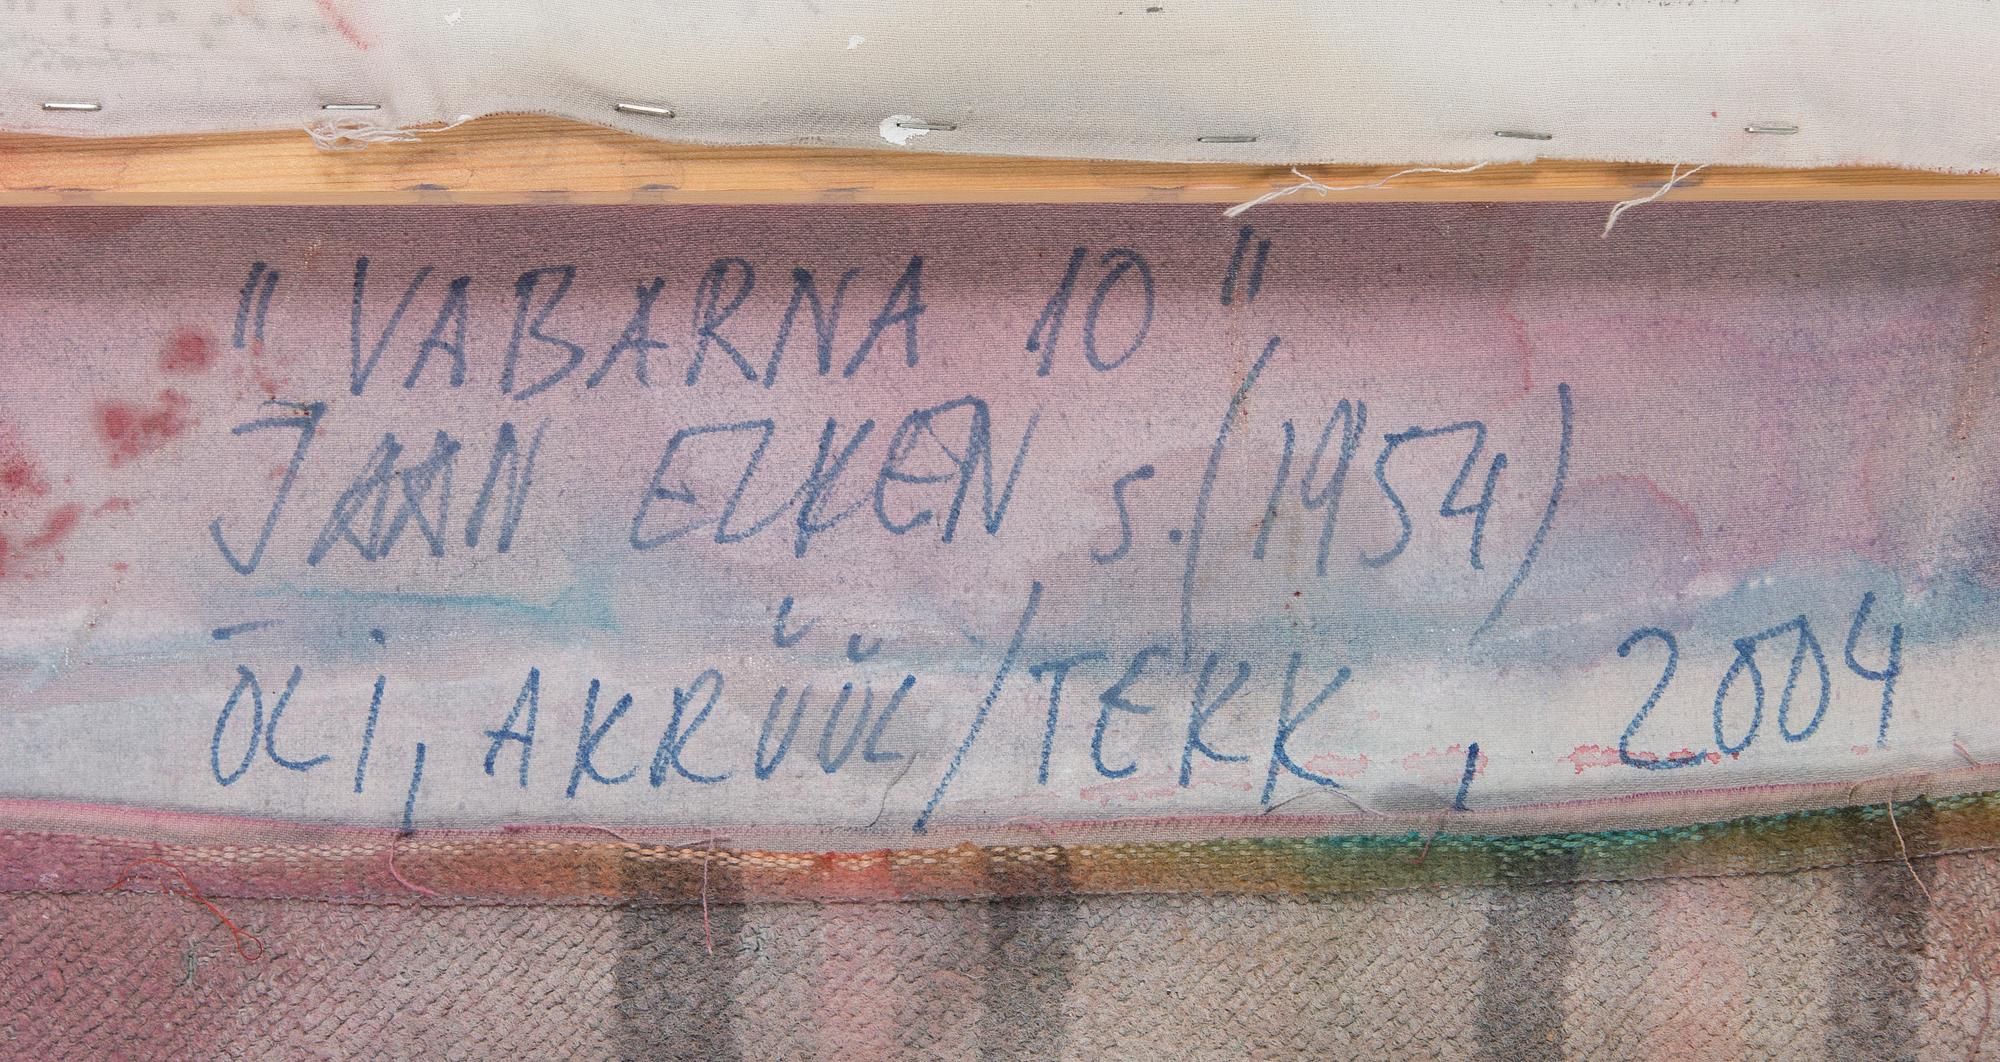 "VABARNA 10"
JAAN ELKEN s.(1954)
ÕLI, AKRÜÜL/TEKK, 2004